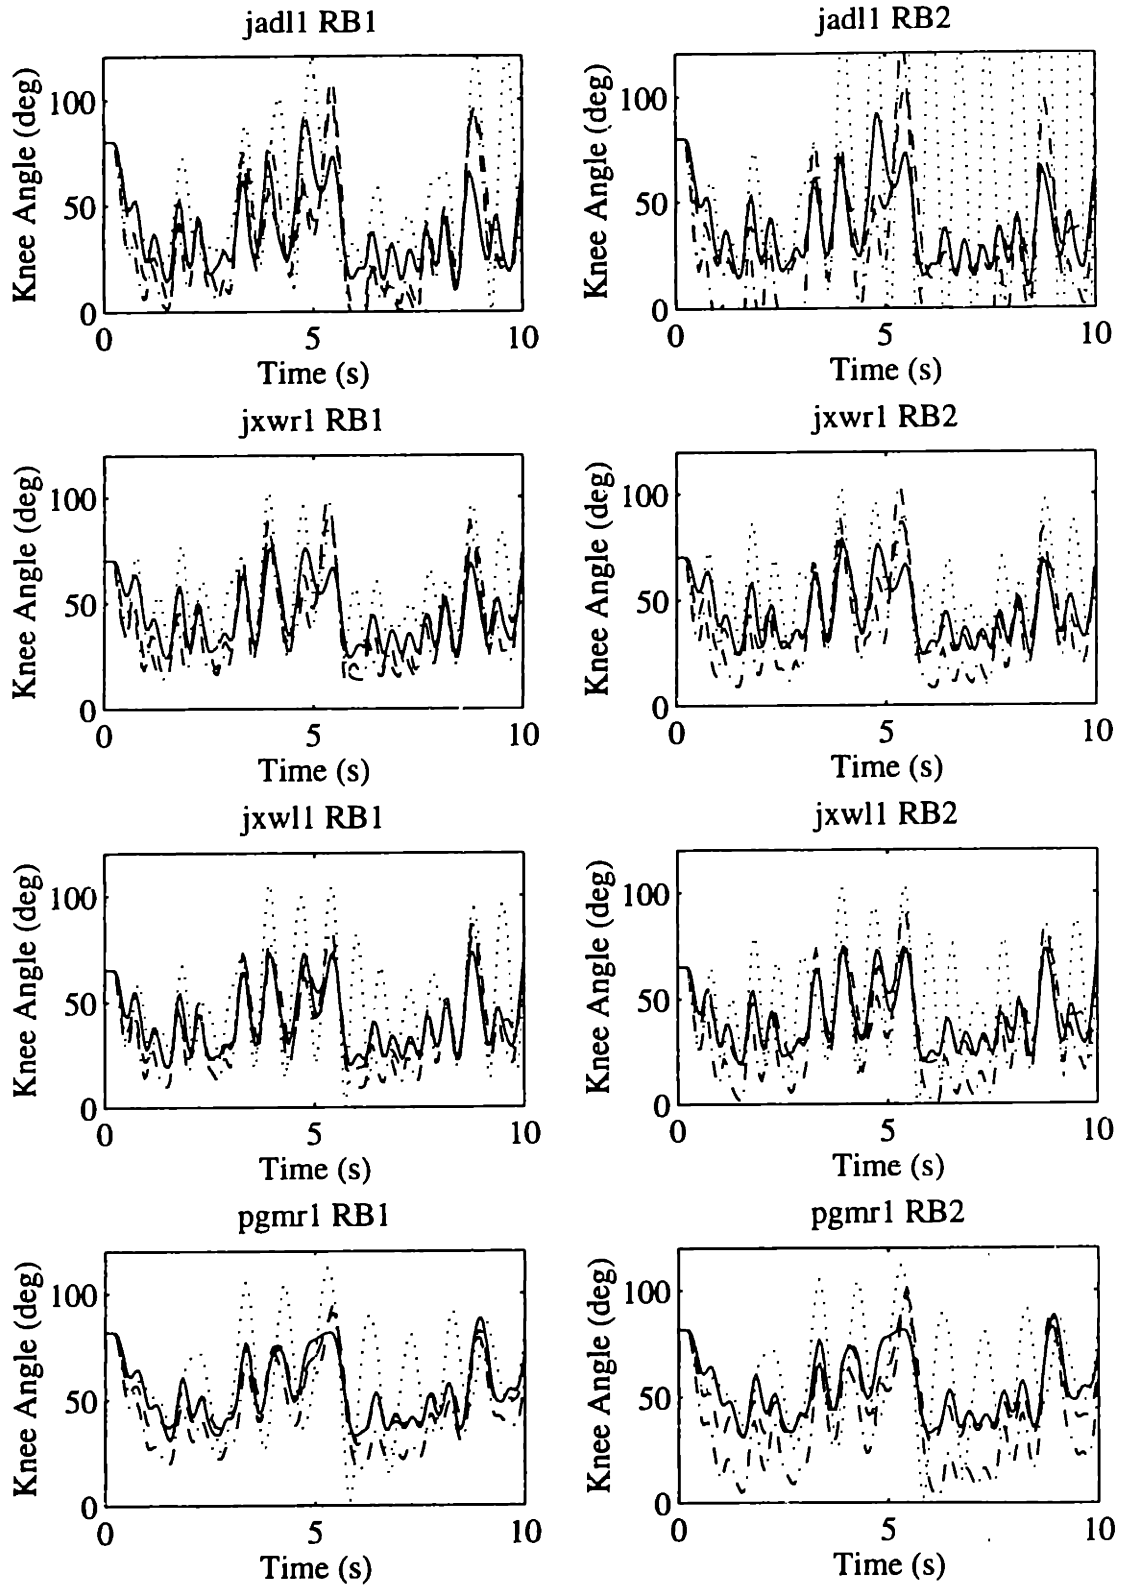 jadl1 RB1
Knee Angle (deg)
100
50
0
0 5 10
Time (s)
jadl1 RB2
Knee Angle (deg)
100
50
0
0 5 10
Time (s)
jxwr1 RB1
Knee Angle (deg)
100
50
0
0 5 10
Time (s)
jxwr1 RB2
Knee Angle (deg)
100
50
0
0 5 10
Time (s)
jxwl1 RB1
Knee Angle (deg)
100
50
0
0 5 10
Time (s)
jxwl1 RB2
Knee Angle (deg)
100
50
0
0 5 10
Time (s)
pgmr1 RB1
Knee Angle (deg)
100
50
0
0 5 10
Time (s)
pgmr1 RB2
Knee Angle (deg)
100
50
0
0 5 10
Time (s)